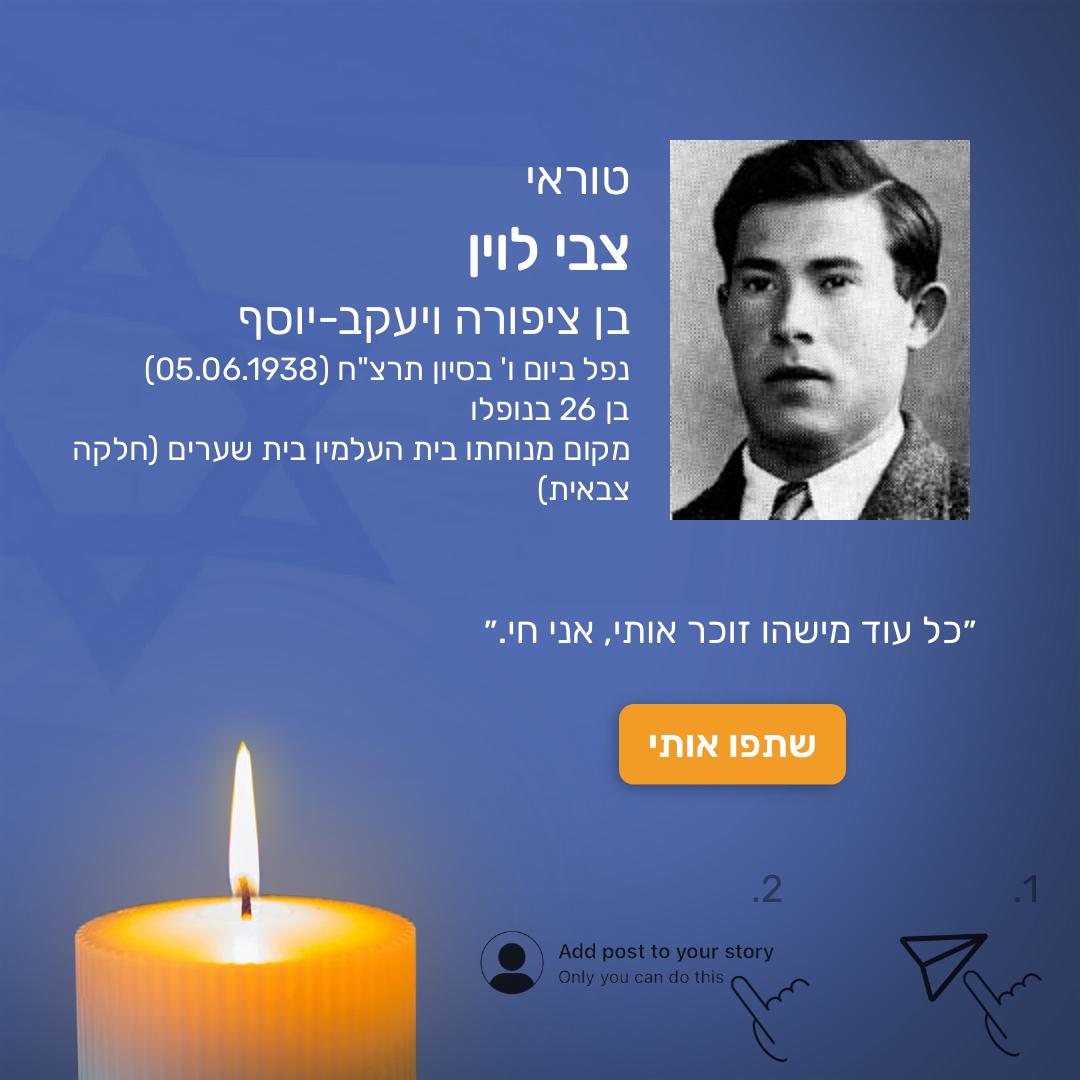 טוראי
צבי לוין
בן ציפורה ויעקב-יוסף
נפל ביום ו' בסיון תרצ"ח (05.06.1938)
בן 26 בנופלו
מקום מנוחתו בית העלמין בית שערים (חלקה
צבאית)
״כל עוד מישהו זוכר אותי, אני חי.״
שתפו אותי
1.
2.
Add post to your story
Only you can do this